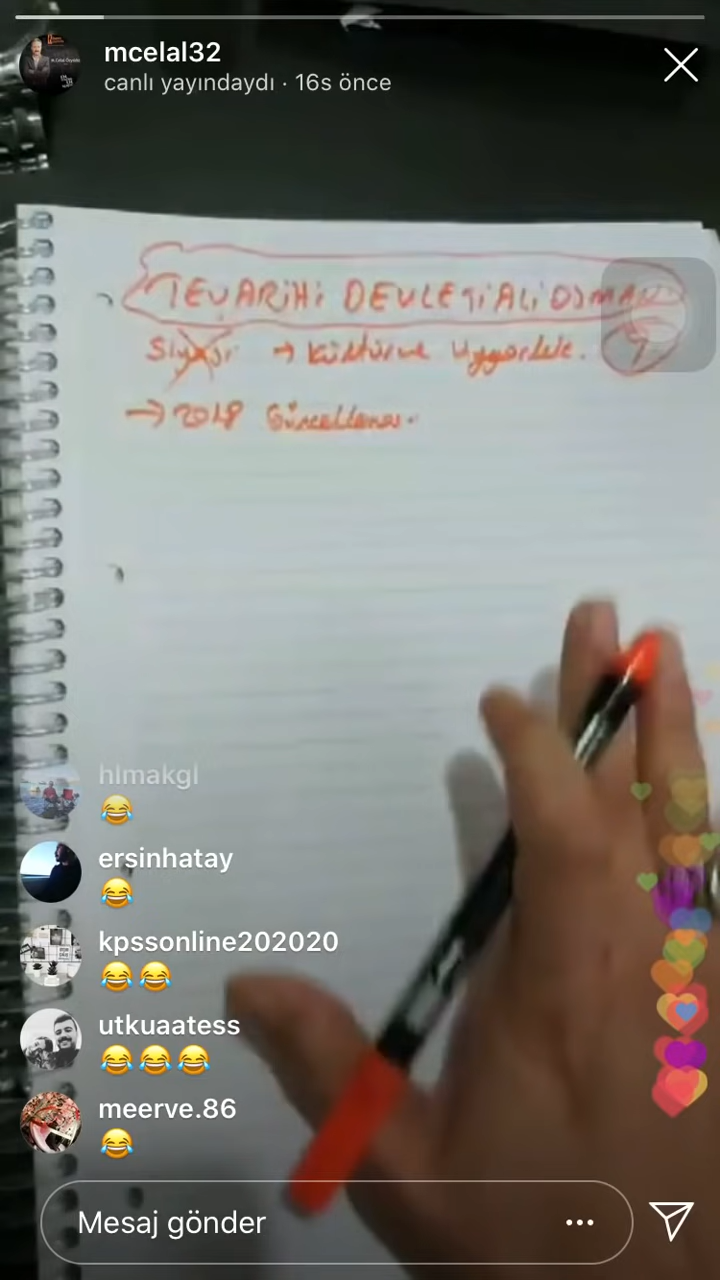 mcelal32
canlı yayındaydı · 16s önce
TEVARİHİ DEVLETİ ALİ OSMAN
Siyasi → Kültür ve Uygarlık. 7
→ 2018 Güncelleme.
hlmakgl
😂
ersinhatay
😂
kpssonline202020
😂😂
utkuaatess
😂😂😂
meerve.86
😂
Mesaj gönder